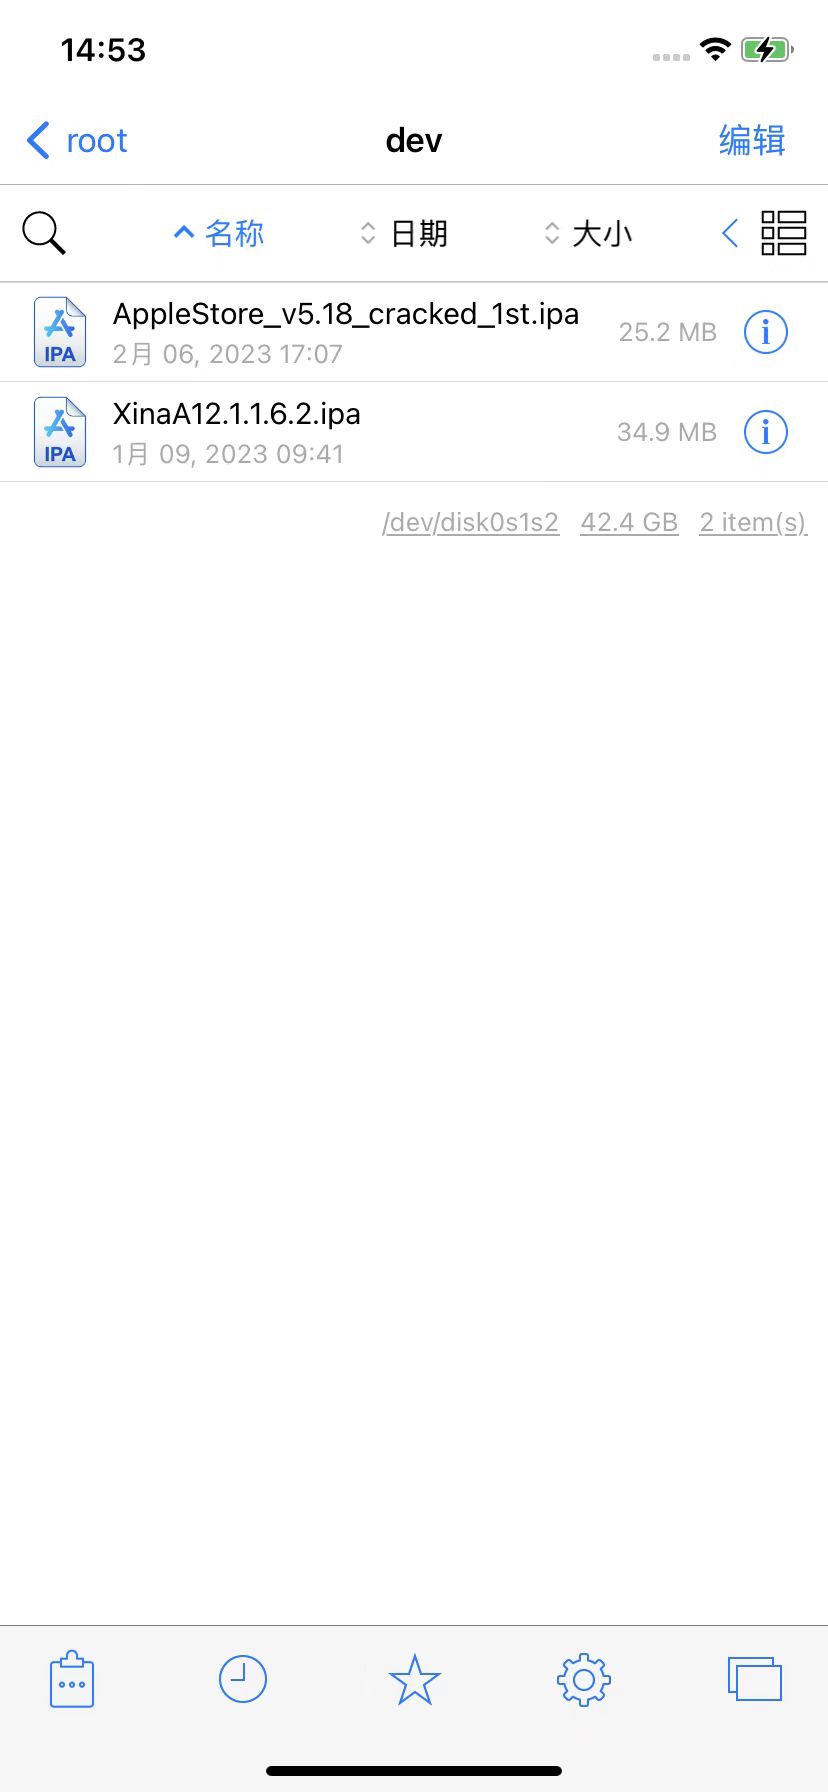 14:53
root
dev
编辑
名称
日期
大小
AppleStore_v5.18_cracked_1st.ipa
25.2 MB
IPA
2月 06, 2023 17:07
XinaA12.1.1.6.2.ipa
34.9 MB
IPA
1月 09, 2023 09:41
/dev/disk0s1s2 42.4 GB 2 item(s)